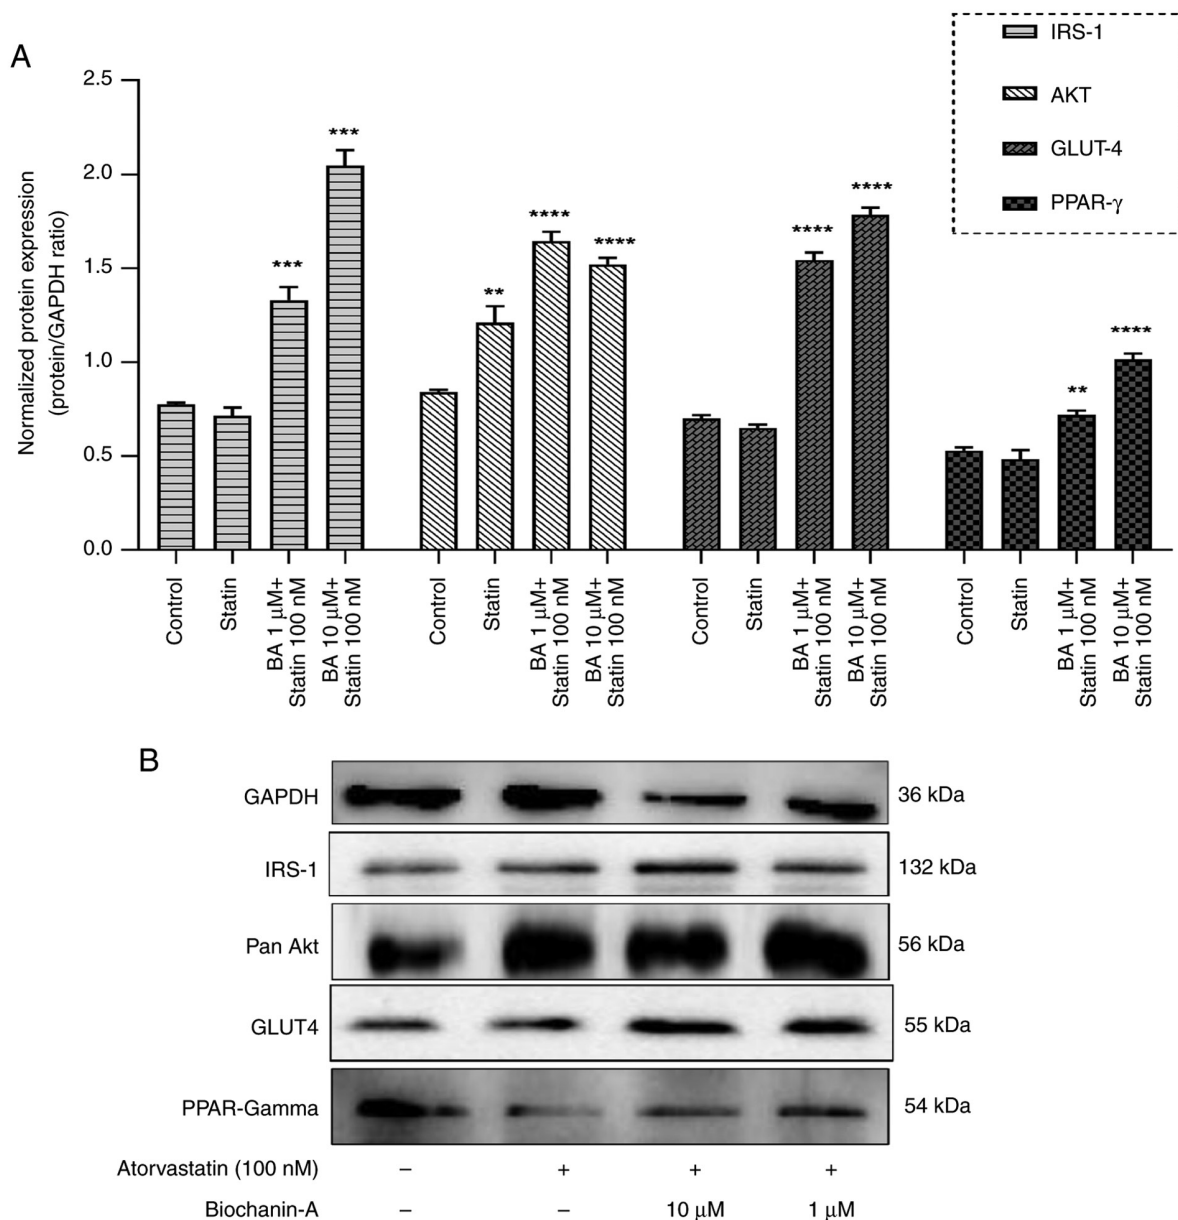 A
IRS-1
AKT
GLUT-4
PPAR-γ
Normalized protein expression
(protein/GAPDH ratio)
2.5
2.0
1.5
1.0
0.5
0.0
***
***
**
****
****
****
****
**
****
Control
Statin
BA 1 μM+
Statin 100 nM
BA 10 μM+
Statin 100 nM
Control
Statin
BA 1 μM+
Statin 100 nM
BA 10 μM+
Statin 100 nM
Control
Statin
BA 1 μM+
Statin 100 nM
BA 10 μM+
Statin 100 nM
Control
Statin
BA 1 μM+
Statin 100 nM
BA 10 μM+
Statin 100 nM
B
GAPDH 36 kDa
IRS-1 132 kDa
Pan Akt 56 kDa
GLUT4 55 kDa
PPAR-Gamma 54 kDa
Atorvastatin (100 nM) – + + +
Biochanin-A – – 10 μM 1 μM